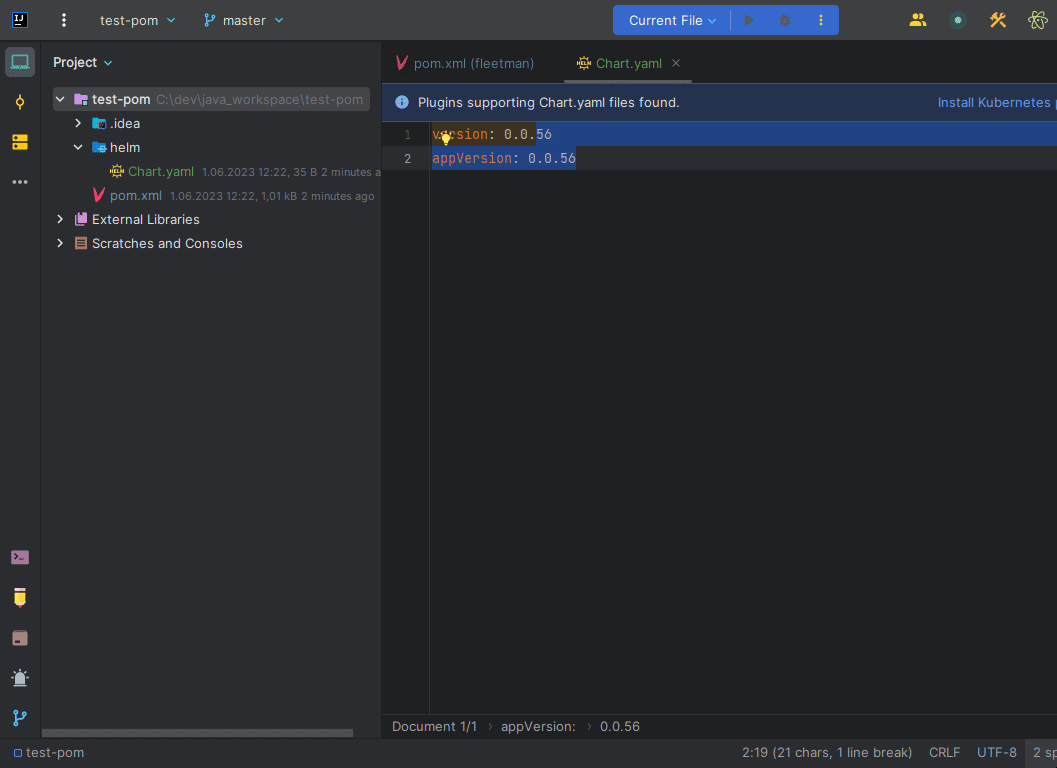 test-pom
master
Current File
Project
pom.xml (fleetman)
Chart.yaml
test-pom C:\dev\java_workspace\test-pom
.idea
helm
Chart.yaml 1.06.2023 12:22, 35 B 2 minutes a
pom.xml 1.06.2023 12:22, 1,01 kB 2 minutes ago
External Libraries
Scratches and Consoles
Plugins supporting Chart.yaml files found.
Install Kubernetes
1 version: 0.0.56
2 appVersion: 0.0.56
Document 1/1 › appVersion: › 0.0.56
test-pom
2:19 (21 chars, 1 line break) CRLF UTF-8 2 sp